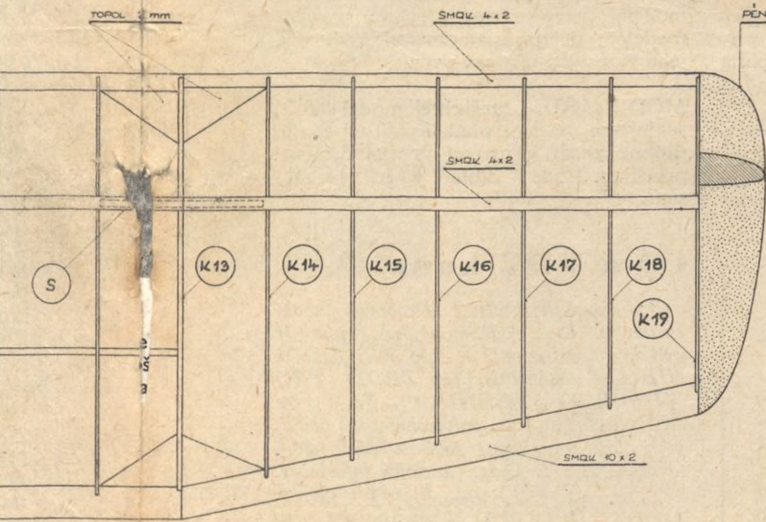 TOPOL 2 mm
SMRK 4x2
PĚN
SMRK 4x2
S
K13
K14
K15
K16
K17
K18
K19
SMRK 10x2